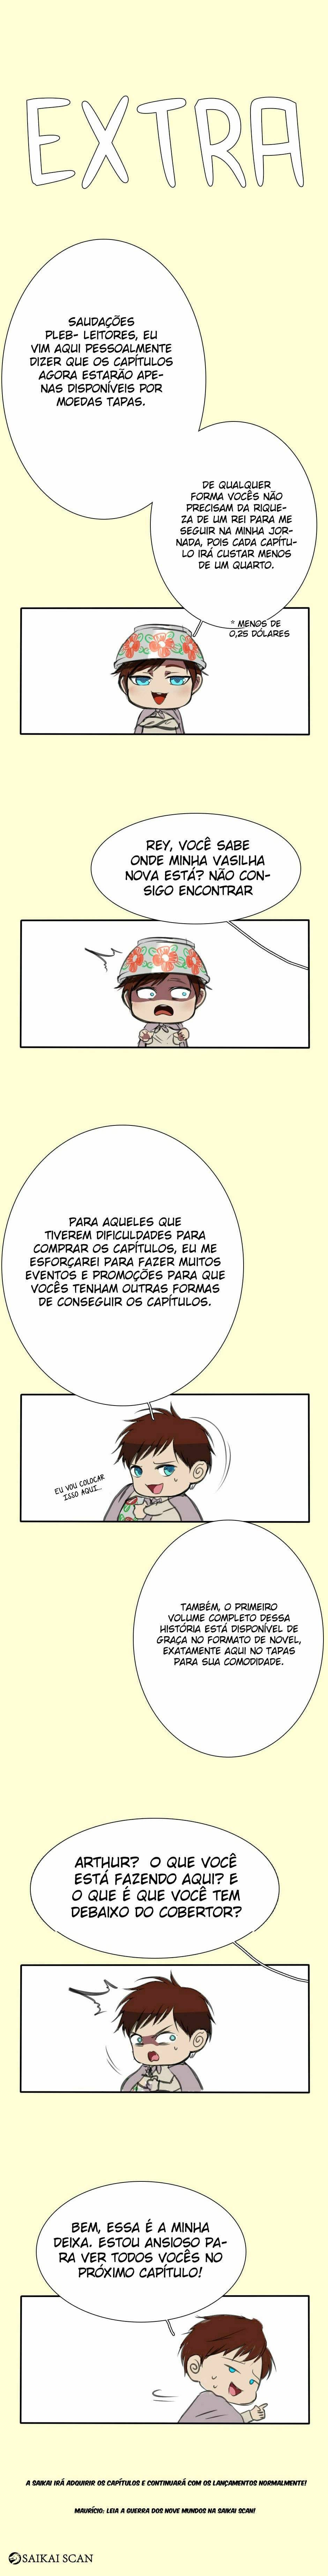 EXTRA
SAUDAÇÕES
PLEB- LEITORES, EU
VIM AQUI PESSOALMENTE
DIZER QUE OS CAPÍTULOS
AGORA ESTARÃO APE-
NAS DISPONÍVEIS POR
MOEDAS TAPAS.
DE QUALQUER
FORMA VOCÊS NÃO
PRECISAM DA RIQUE-
ZA DE UM REI PARA ME
SEGUIR NA MINHA JOR-
NADA, POIS CADA CAPÍTU-
LO IRÁ CUSTAR MENOS
DE UM QUARTO.
* MENOS DE
0,25 DÓLARES
REY, VOCÊ SABE
ONDE MINHA VASILHA
NOVA ESTÁ? NÃO CON-
SIGO ENCONTRAR
PARA AQUELES QUE
TIVEREM DIFICULDADES PARA
COMPRAR OS CAPÍTULOS, EU ME
ESFORÇAREI PARA FAZER MUITOS
EVENTOS E PROMOÇÕES PARA QUE
VOCÊS TENHAM OUTRAS FORMAS
DE CONSEGUIR OS CAPÍTULOS.
EU VOU COLOCAR
ISSO AQUI...
TAMBÉM, O PRIMEIRO
VOLUME COMPLETO DESSA
HISTÓRIA ESTÁ DISPONÍVEL DE
GRAÇA NO FORMATO DE NOVEL,
EXATAMENTE AQUI NO TAPAS
PARA SUA COMODIDADE.
ARTHUR? O QUE VOCÊ
ESTÁ FAZENDO AQUI? E
O QUE É QUE VOCÊ TEM
DEBAIXO DO COBERTOR?
BEM, ESSA É A MINHA
DEIXA. ESTOU ANSIOSO PA-
RA VER TODOS VOCÊS NO
PRÓXIMO CAPÍTULO!
A SAIKAI IRÁ ADQUIRIR OS CAPÍTULOS E CONTINUARÁ COM OS LANÇAMENTOS NORMALMENTE!
MAURÍCIO: LEIA A GUERRA DOS NOVE MUNDOS NA SAIKAI SCAN!
SAIKAI SCAN